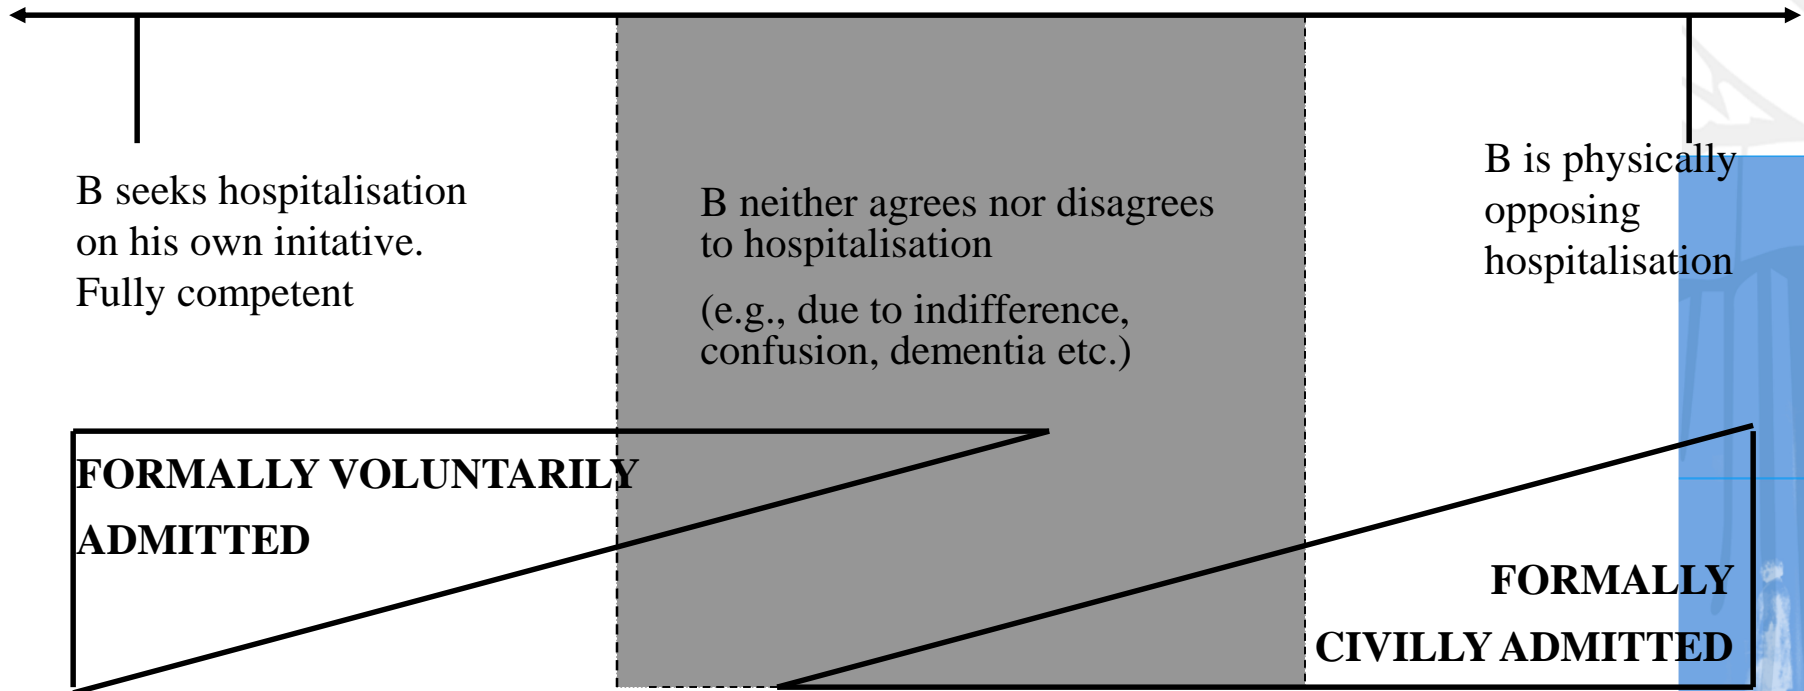 B seeks hospitalisation
on his own initative.
Fully competent
B neither agrees nor disagrees
to hospitalisation
(e.g., due to indifference,
confusion, dementia etc.)
B is physically
opposing
hospitalisation
FORMALLY VOLUNTARILY
ADMITTED
FORMALLY
CIVILLY ADMITTED